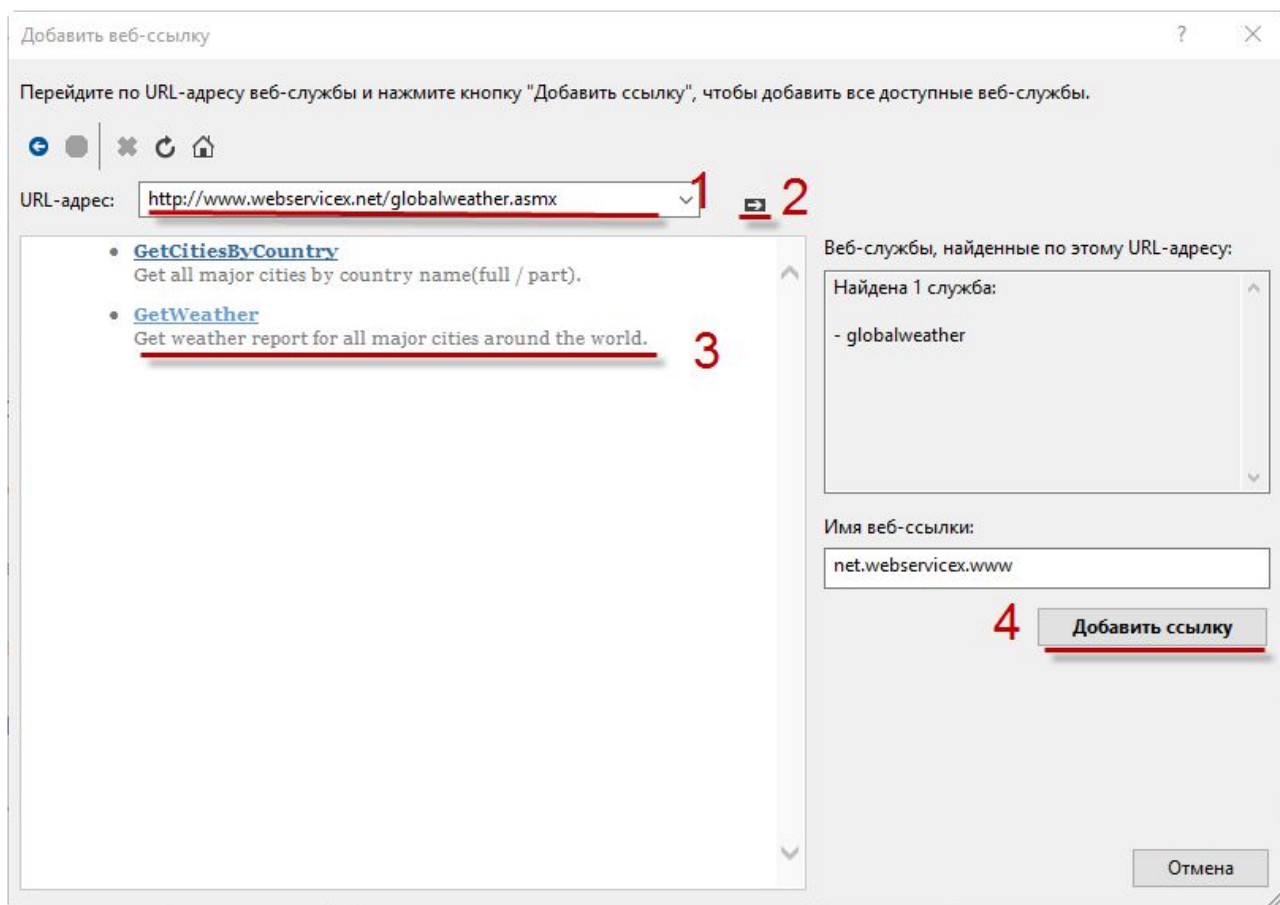 Добавить веб-ссылку
Перейдите по URL-адресу веб-службы и нажмите кнопку "Добавить ссылку", чтобы добавить все доступные веб-службы.
URL-адрес: http://www.webservicex.net/globalweather.asmx 1 2
GetCitiesByCountry
Get all major cities by country name(full / part).
GetWeather
Get weather report for all major cities around the world.
3
Веб-службы, найденные по этому URL-адресу:
Найдена 1 служба:
- globalweather
Имя веб-ссылки:
net.webservicex.www
4 Добавить ссылку
Отмена